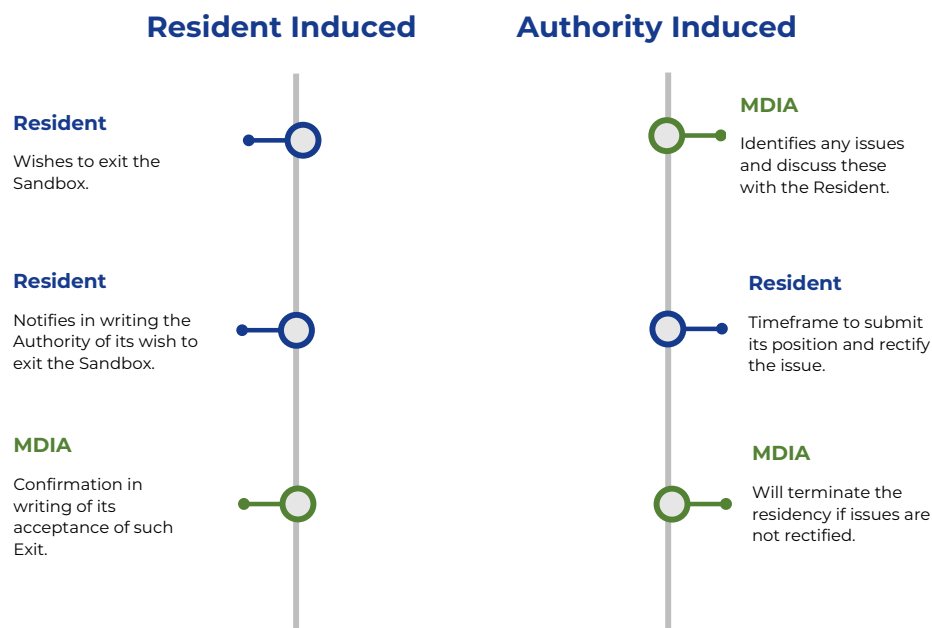 Resident Induced
Resident
Wishes to exit the
Sandbox.
Resident
Notifies in writing the
Authority of its wish to
exit the Sandbox.
MDIA
Confirmation in
writing of its
acceptance of such
Exit.
Authority Induced
MDIA
Identifies any issues
and discuss these
with the Resident.
Resident
Timeframe to submit
its position and rectify
the issue.
MDIA
Will terminate the
residency if issues are
not rectified.